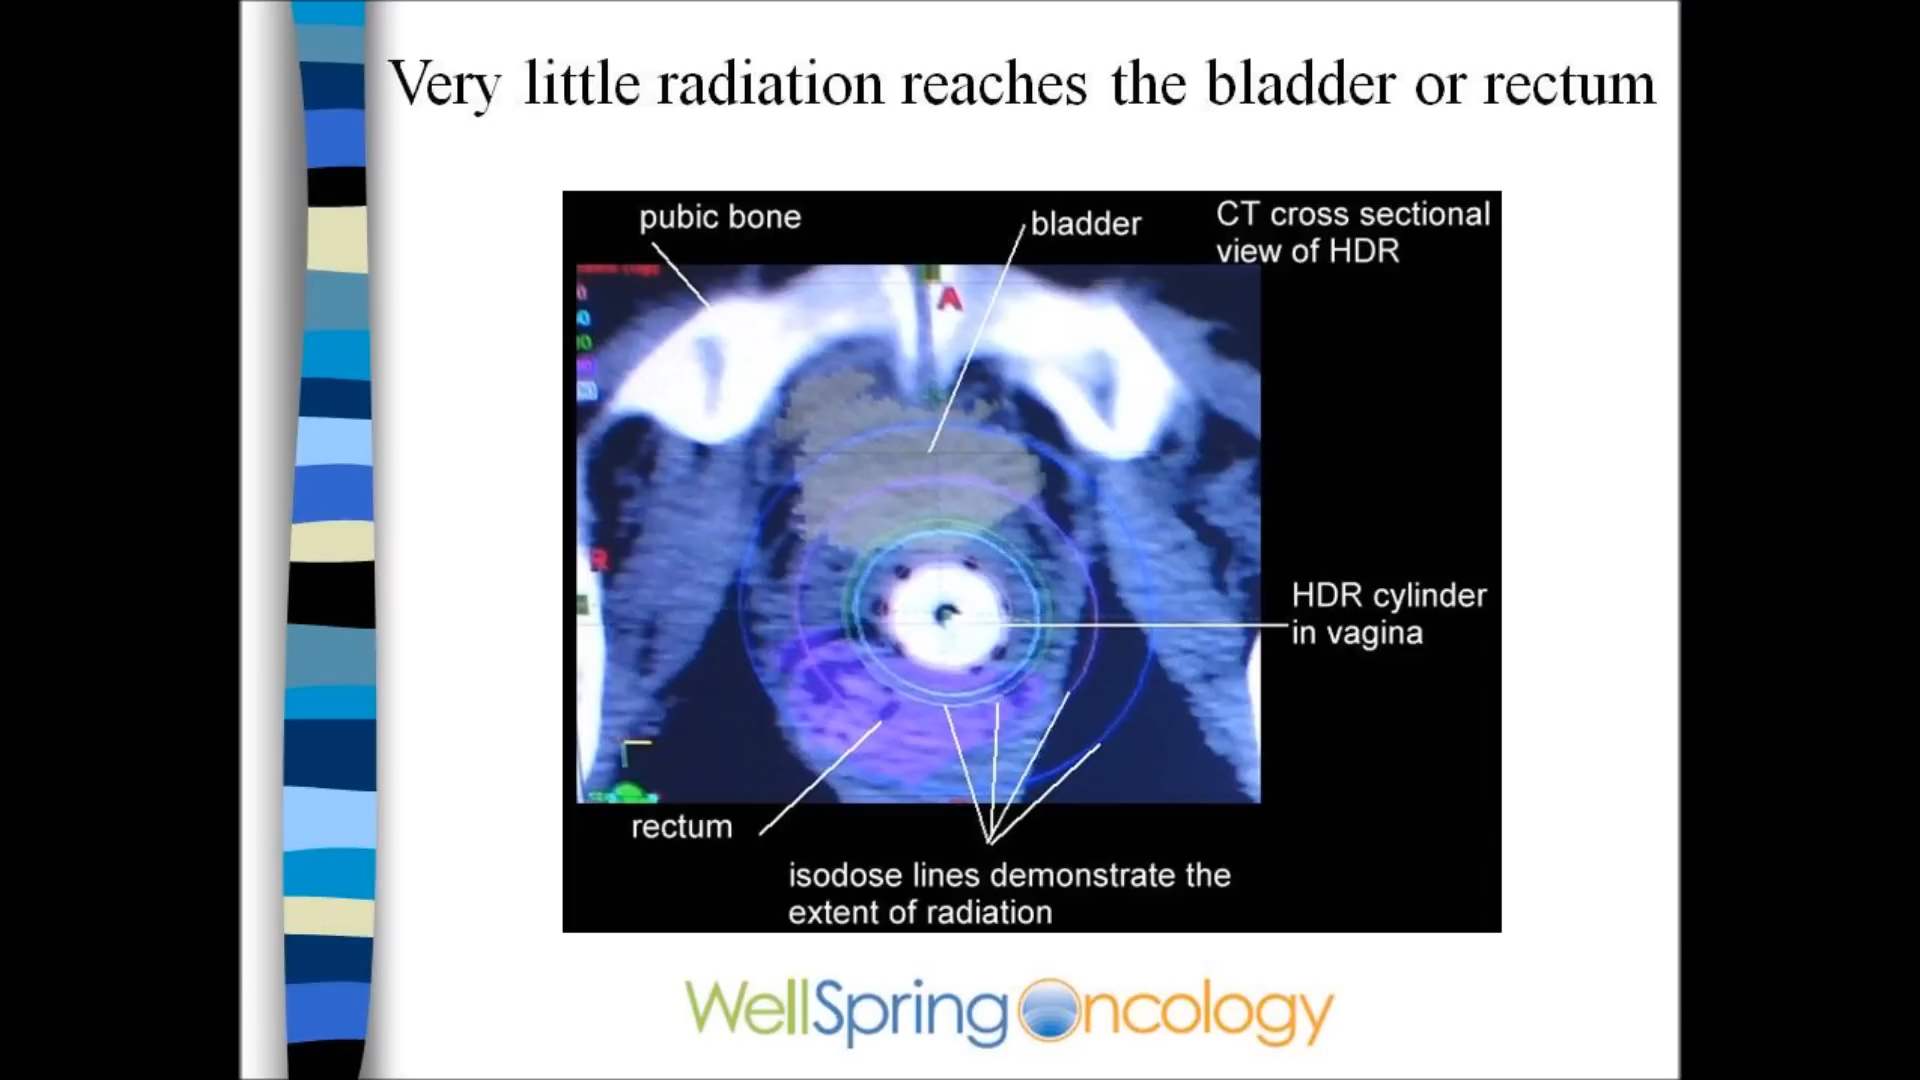 Very little radiation reaches the bladder or rectum
pubic bone
bladder
CT cross sectional
view of HDR
A
R
HDR cylinder
in vagina
rectum
isodose lines demonstrate the
extent of radiation
WellSpring Oncology